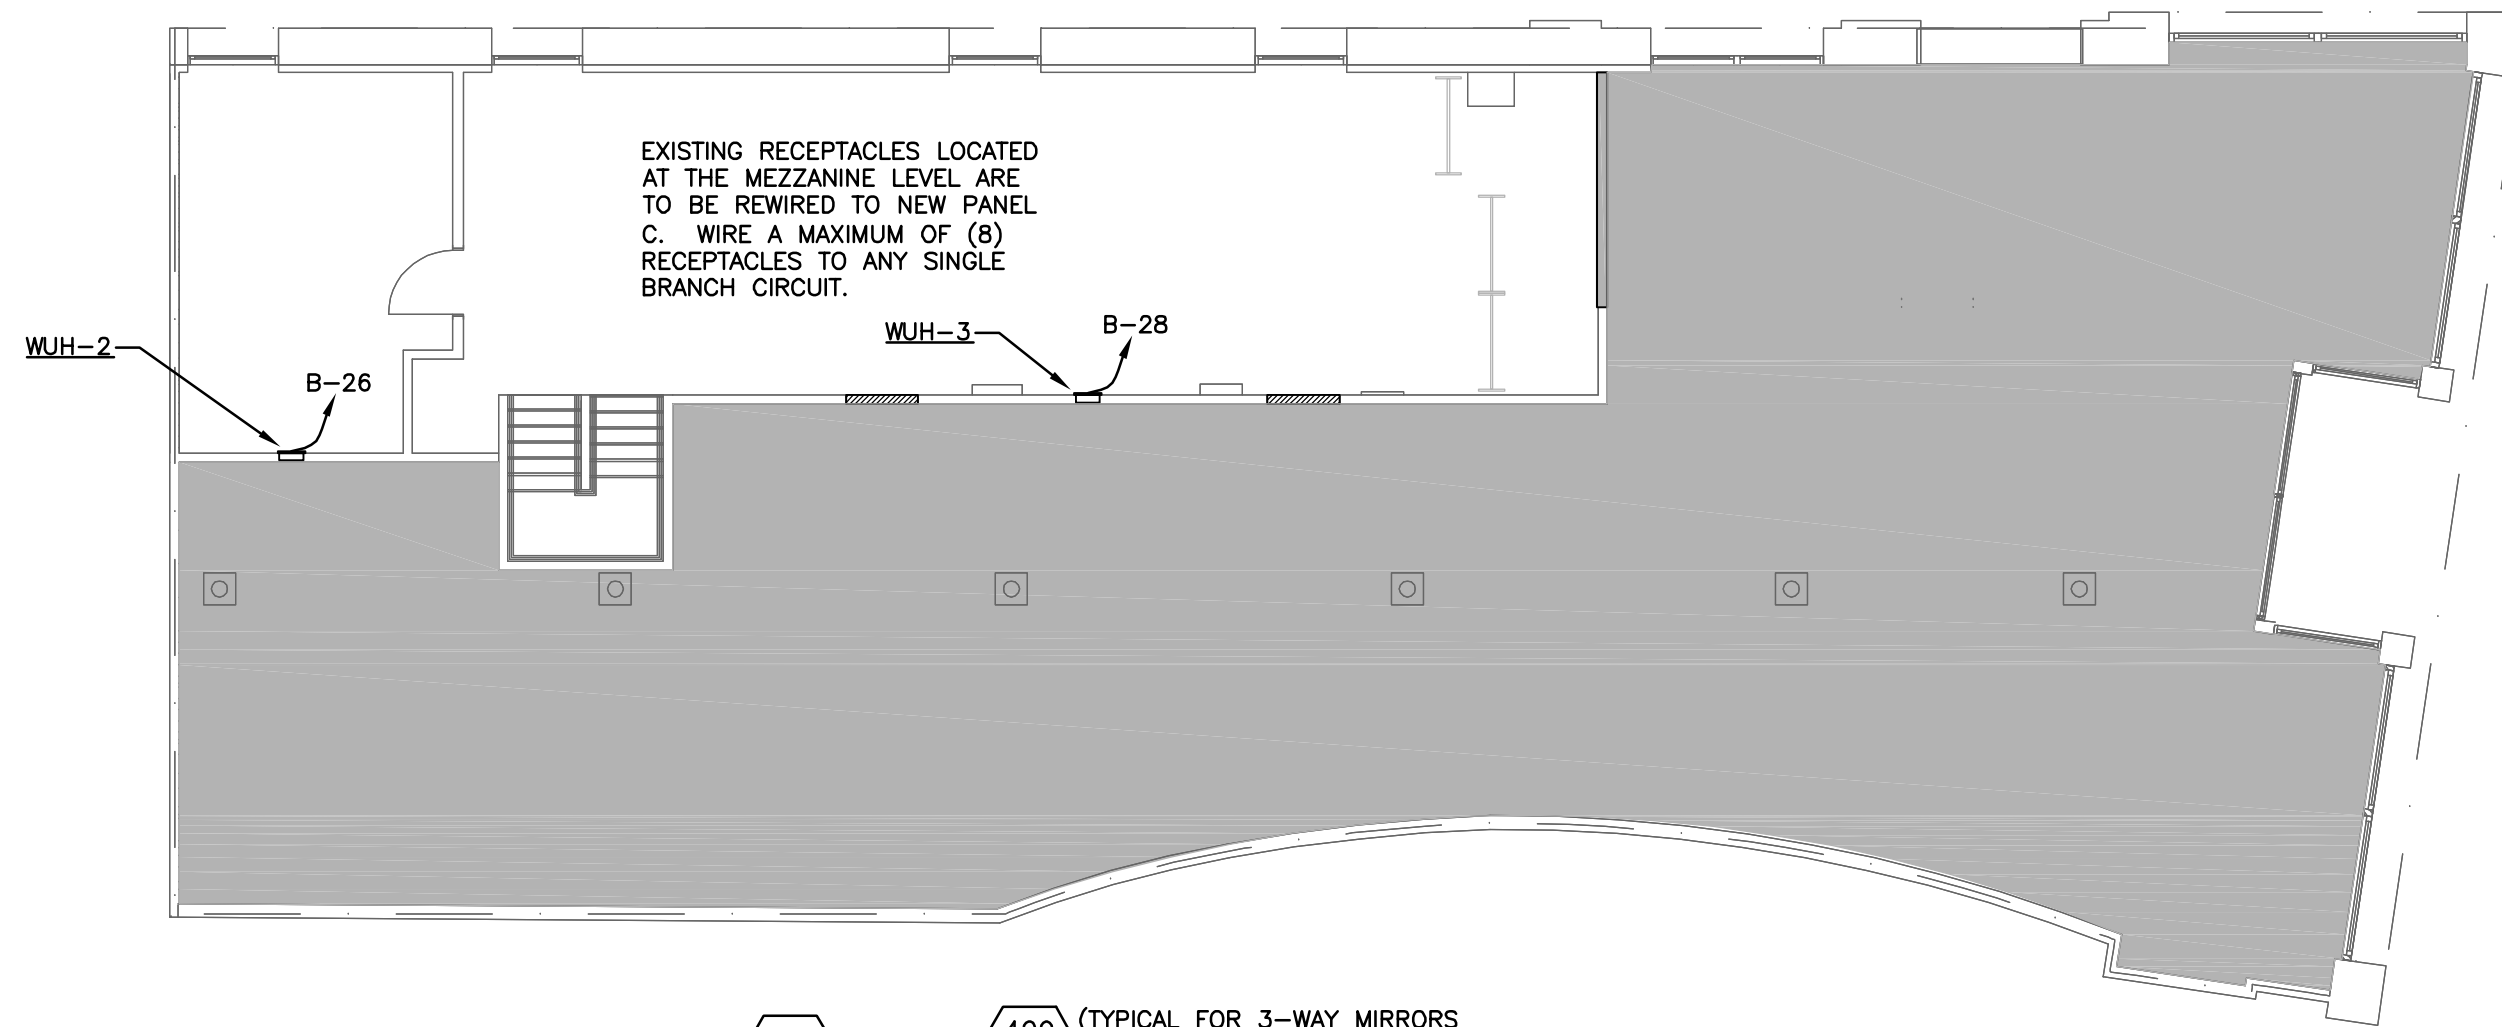 EXISTING RECEPTACLES LOCATED
AT THE MEZZANINE LEVEL ARE
TO BE REWIRED TO NEW PANEL
C. WIRE A MAXIMUM OF (8)
RECEPTACLES TO ANY SINGLE
BRANCH CIRCUIT.
WUH-3
B-28
WUH-2
B-26
(TYPICAL FOR 3-WAY MIRRORS